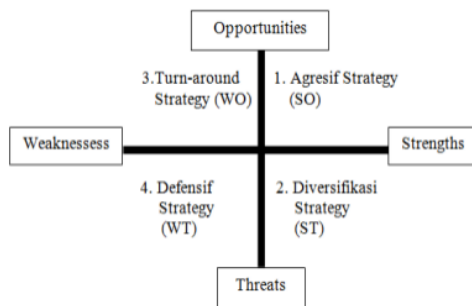 Opportunities
3.Turn-around
Strategy (WO)
1. Agresif Strategy
(SO)
Weaknessess
Strengths
4. Defensif
Strategy
(WT)
2. Diversifikasi
Strategy
(ST)
Threats